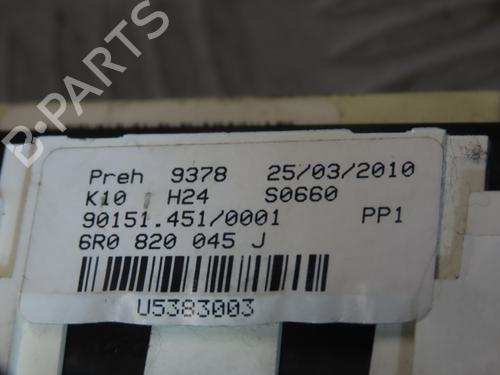 B-PARTS
Preh 9378 25/03/2010
K10 H24 S0660
90151.451/0001 PP1
6R0 820 045 J
U5383003